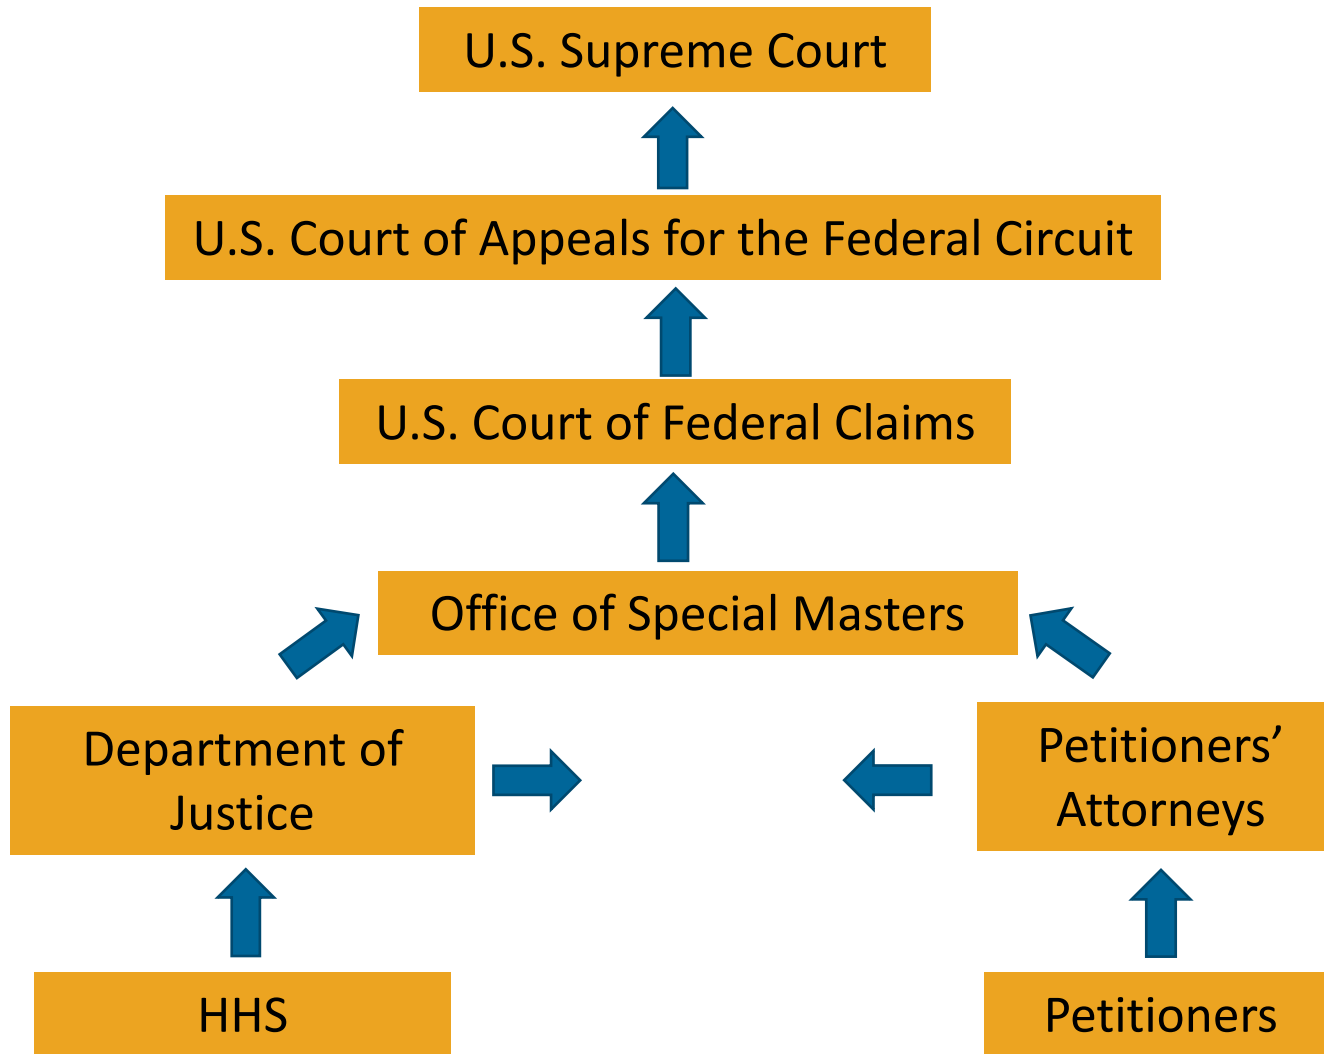 U.S. Supreme Court
U.S. Court of Appeals for the Federal Circuit
U.S. Court of Federal Claims
Office of Special Masters
Department of
Justice
Petitioners’
Attorneys
HHS
Petitioners